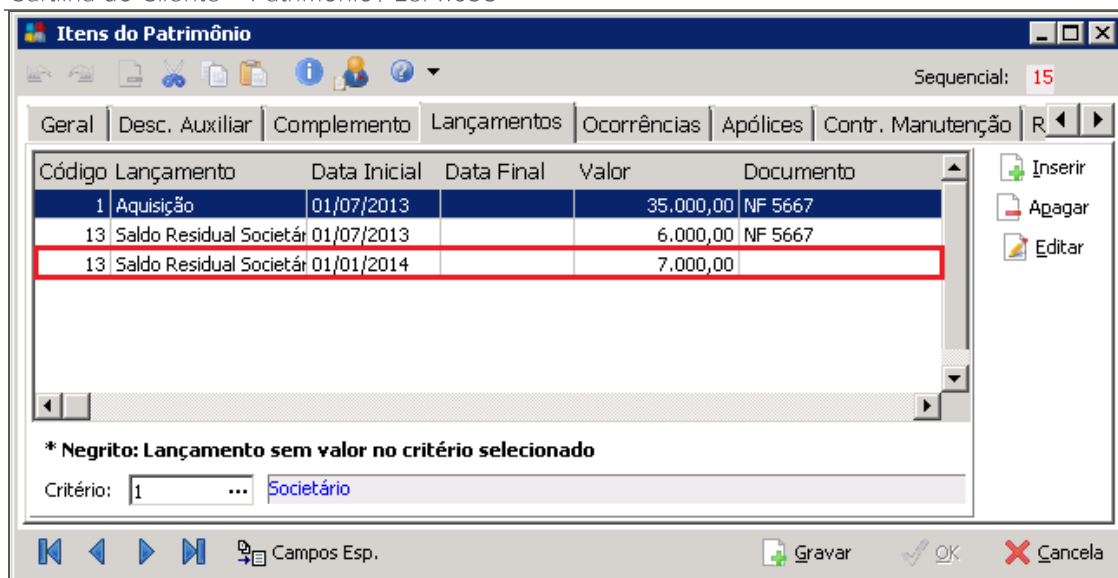 Itens do Patrimônio
Sequencial: 15
Geral Desc. Auxiliar Complemento Lançamentos Ocorrências Apólices Contr. Manutenção R
Código Lançamento Data Inicial Data Final Valor Documento
1 Aquisição 01/07/2013 35.000,00 NF 5667
13 Saldo Residual Societár 01/07/2013 6.000,00 NF 5667
13 Saldo Residual Societár 01/01/2014 7.000,00
Inserir
Apagar
Editar
* Negrito: Lançamento sem valor no critério selecionado
Critério: 1 ... Societário
Campos Esp. Gravar OK Cancela